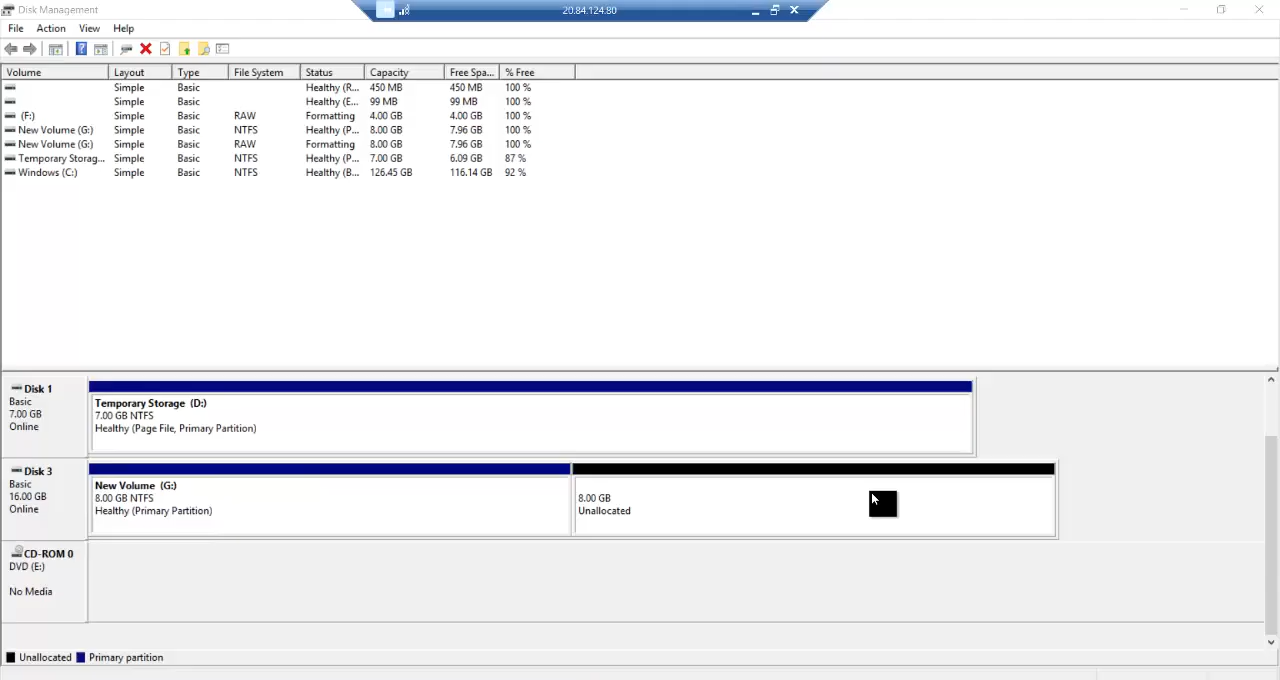 Disk Management
20.84.124.80
File Action View Help
Volume Layout Type File System Status Capacity Free Spa... % Free
Simple Basic Healthy (R... 450 MB 450 MB 100 %
Simple Basic Healthy (E... 99 MB 99 MB 100 %
(F:) Simple Basic RAW Formatting 4.00 GB 4.00 GB 100 %
New Volume (G:) Simple Basic NTFS Healthy (P... 8.00 GB 7.96 GB 100 %
New Volume (G:) Simple Basic RAW Formatting 8.00 GB 7.96 GB 100 %
Temporary Storag... Simple Basic NTFS Healthy (P... 7.00 GB 6.09 GB 87 %
Windows (C:) Simple Basic NTFS Healthy (B... 126.45 GB 116.14 GB 92 %
Disk 1
Basic
7.00 GB
Online
Temporary Storage (D:)
7.00 GB NTFS
Healthy (Page File, Primary Partition)
Disk 3
Basic
16.00 GB
Online
New Volume (G:)
8.00 GB NTFS
Healthy (Primary Partition)
8.00 GB
Unallocated
CD-ROM 0
DVD (E:)
No Media
Unallocated Primary partition